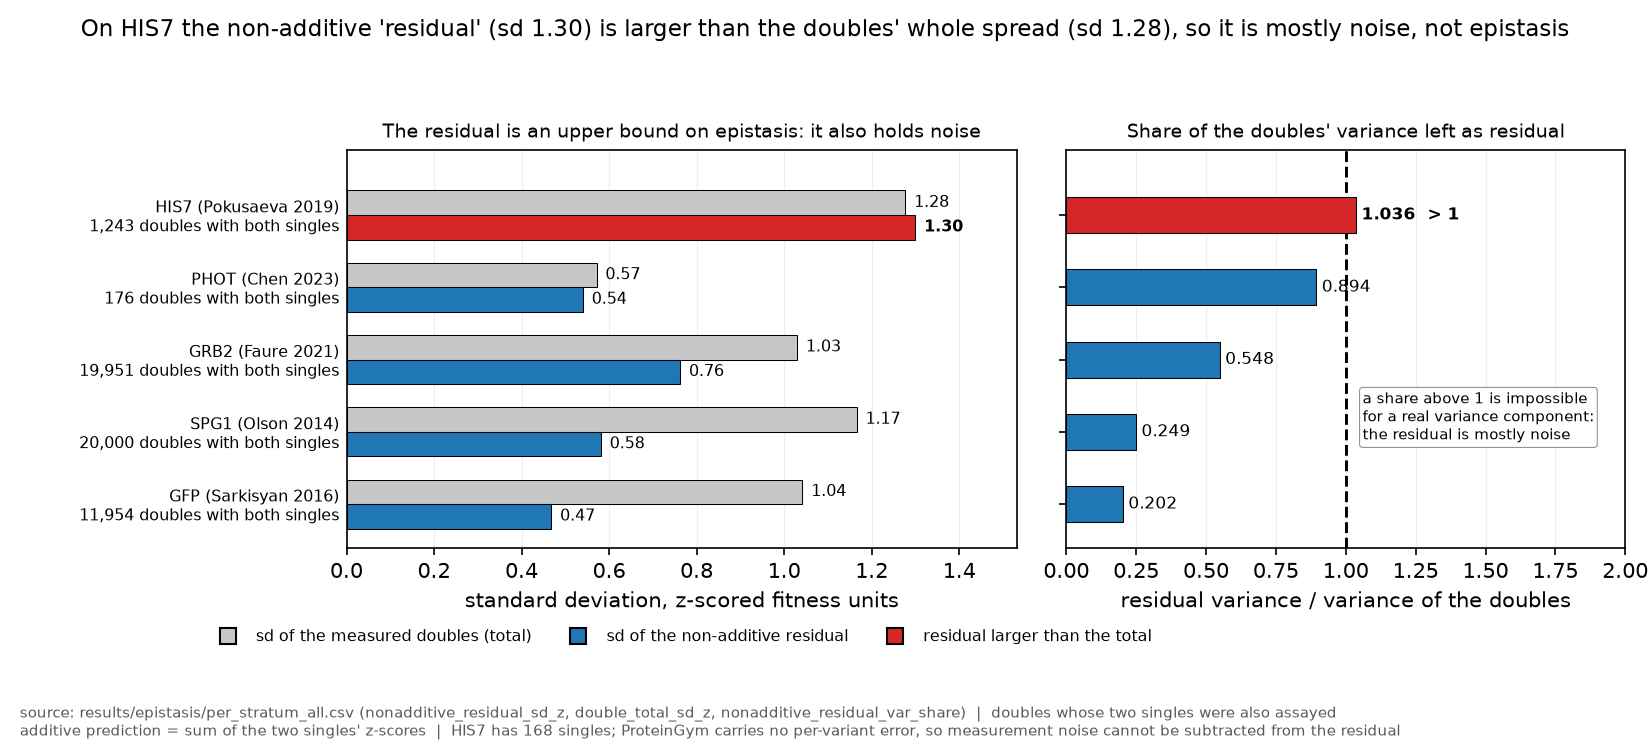 On HIS7 the non-additive 'residual' (sd 1.30) is larger than the doubles' whole spread (sd 1.28), so it is mostly noise, not epistasis
The residual is an upper bound on epistasis: it also holds noise
HIS7 (Pokusaeva 2019)
1,243 doubles with both singles
1.28
1.30
PHOT (Chen 2023)
176 doubles with both singles
0.57
0.54
GRB2 (Faure 2021)
19,951 doubles with both singles
1.03
0.76
SPG1 (Olson 2014)
20,000 doubles with both singles
1.17
0.58
GFP (Sarkisyan 2016)
11,954 doubles with both singles
1.04
0.47
0.0 0.2 0.4 0.6 0.8 1.0 1.2 1.4
standard deviation, z-scored fitness units
Share of the doubles' variance left as residual
1.036 > 1
0.894
0.548
a share above 1 is impossible
for a real variance component:
the residual is mostly noise
0.249
0.202
0.00 0.25 0.50 0.75 1.00 1.25 1.50 1.75 2.00
residual variance / variance of the doubles
sd of the measured doubles (total) sd of the non-additive residual residual larger than the total
source: results/epistasis/per_stratum_all.csv (nonadditive_residual_sd_z, double_total_sd_z, nonadditive_residual_var_share) | doubles whose two singles were also assayed
additive prediction = sum of the two singles' z-scores | HIS7 has 168 singles; ProteinGym carries no per-variant error, so measurement noise cannot be subtracted from the residual